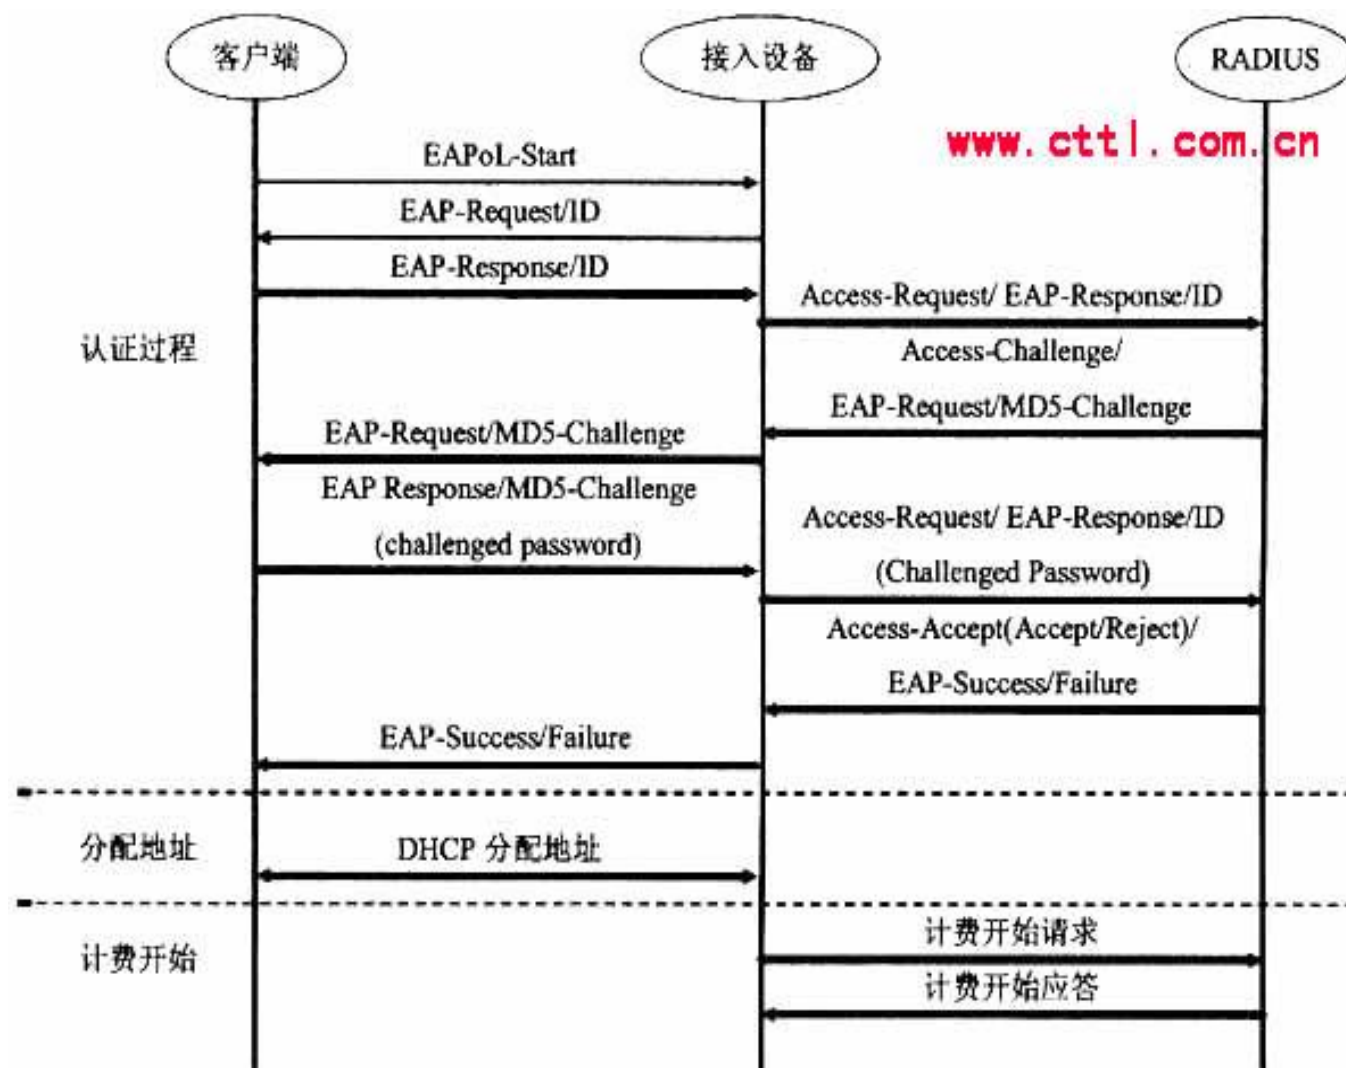 客户端
接入设备
RADIUS
www.cttl.com.cn
EAPoL-Start
EAP-Request/ID
EAP-Response/ID
Access-Request/ EAP-Response/ID
认证过程
Access-Challenge/
EAP-Request/MD5-Challenge
EAP-Request/MD5-Challenge
EAP Response/MD5-Challenge
(challenged password)
Access-Request/ EAP-Response/ID
(Challenged Password)
Access-Accept(Accept/Reject)/
EAP-Success/Failure
EAP-Success/Failure
分配地址
DHCP 分配地址
计费开始
计费开始请求
计费开始应答